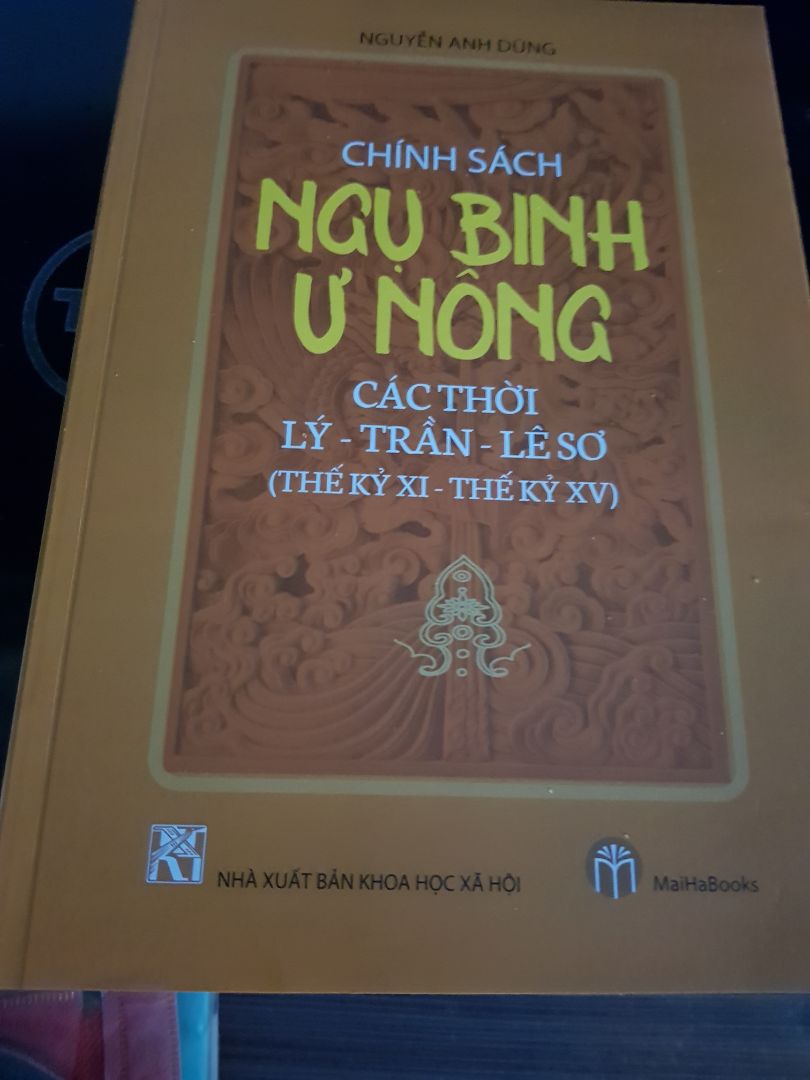 NGUYỄN ANH DŨNG
CHÍNH SÁCH
NGỤ BINH
Ư NÔNG
CÁC THỜI
LÝ - TRẦN - LÊ SƠ
(THẾ KỶ XI - THẾ KỶ XV)
NHÀ XUẤT BẢN KHOA HỌC XÃ HỘI
MaiHaBooks